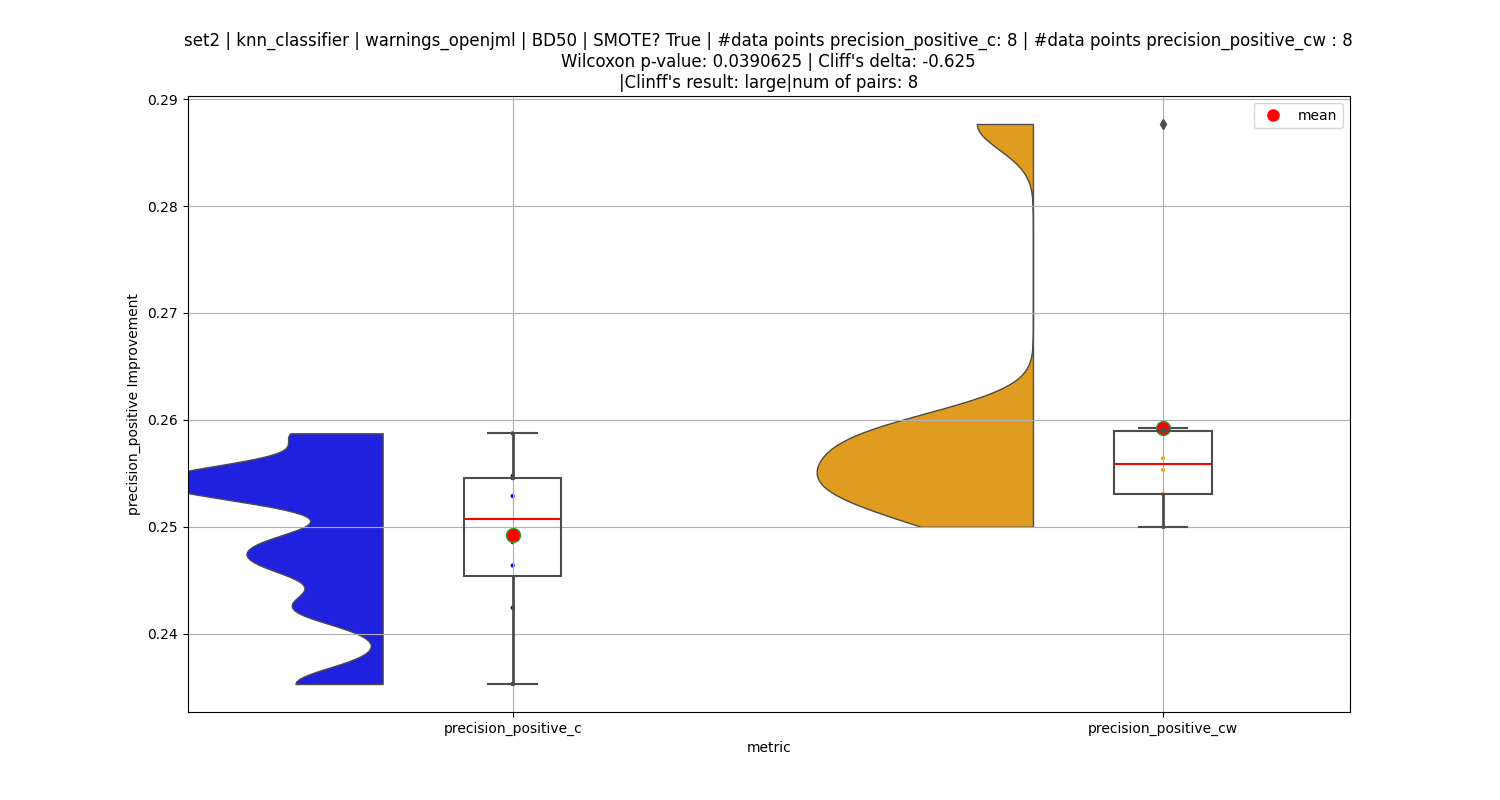 set2 | knn_classifier | warnings_openjml | BD50 | SMOTE? True | #data points precision_positive_c: 8 | #data points precision_positive_cw : 8
Wilcoxon p-value: 0.0390625 | Cliff's delta: -0.625
|Clinff's result: large|num of pairs: 8
mean
0.29
0.28
0.27
0.26
0.25
0.24
precision_positive Improvement
precision_positive_c
precision_positive_cw
metric